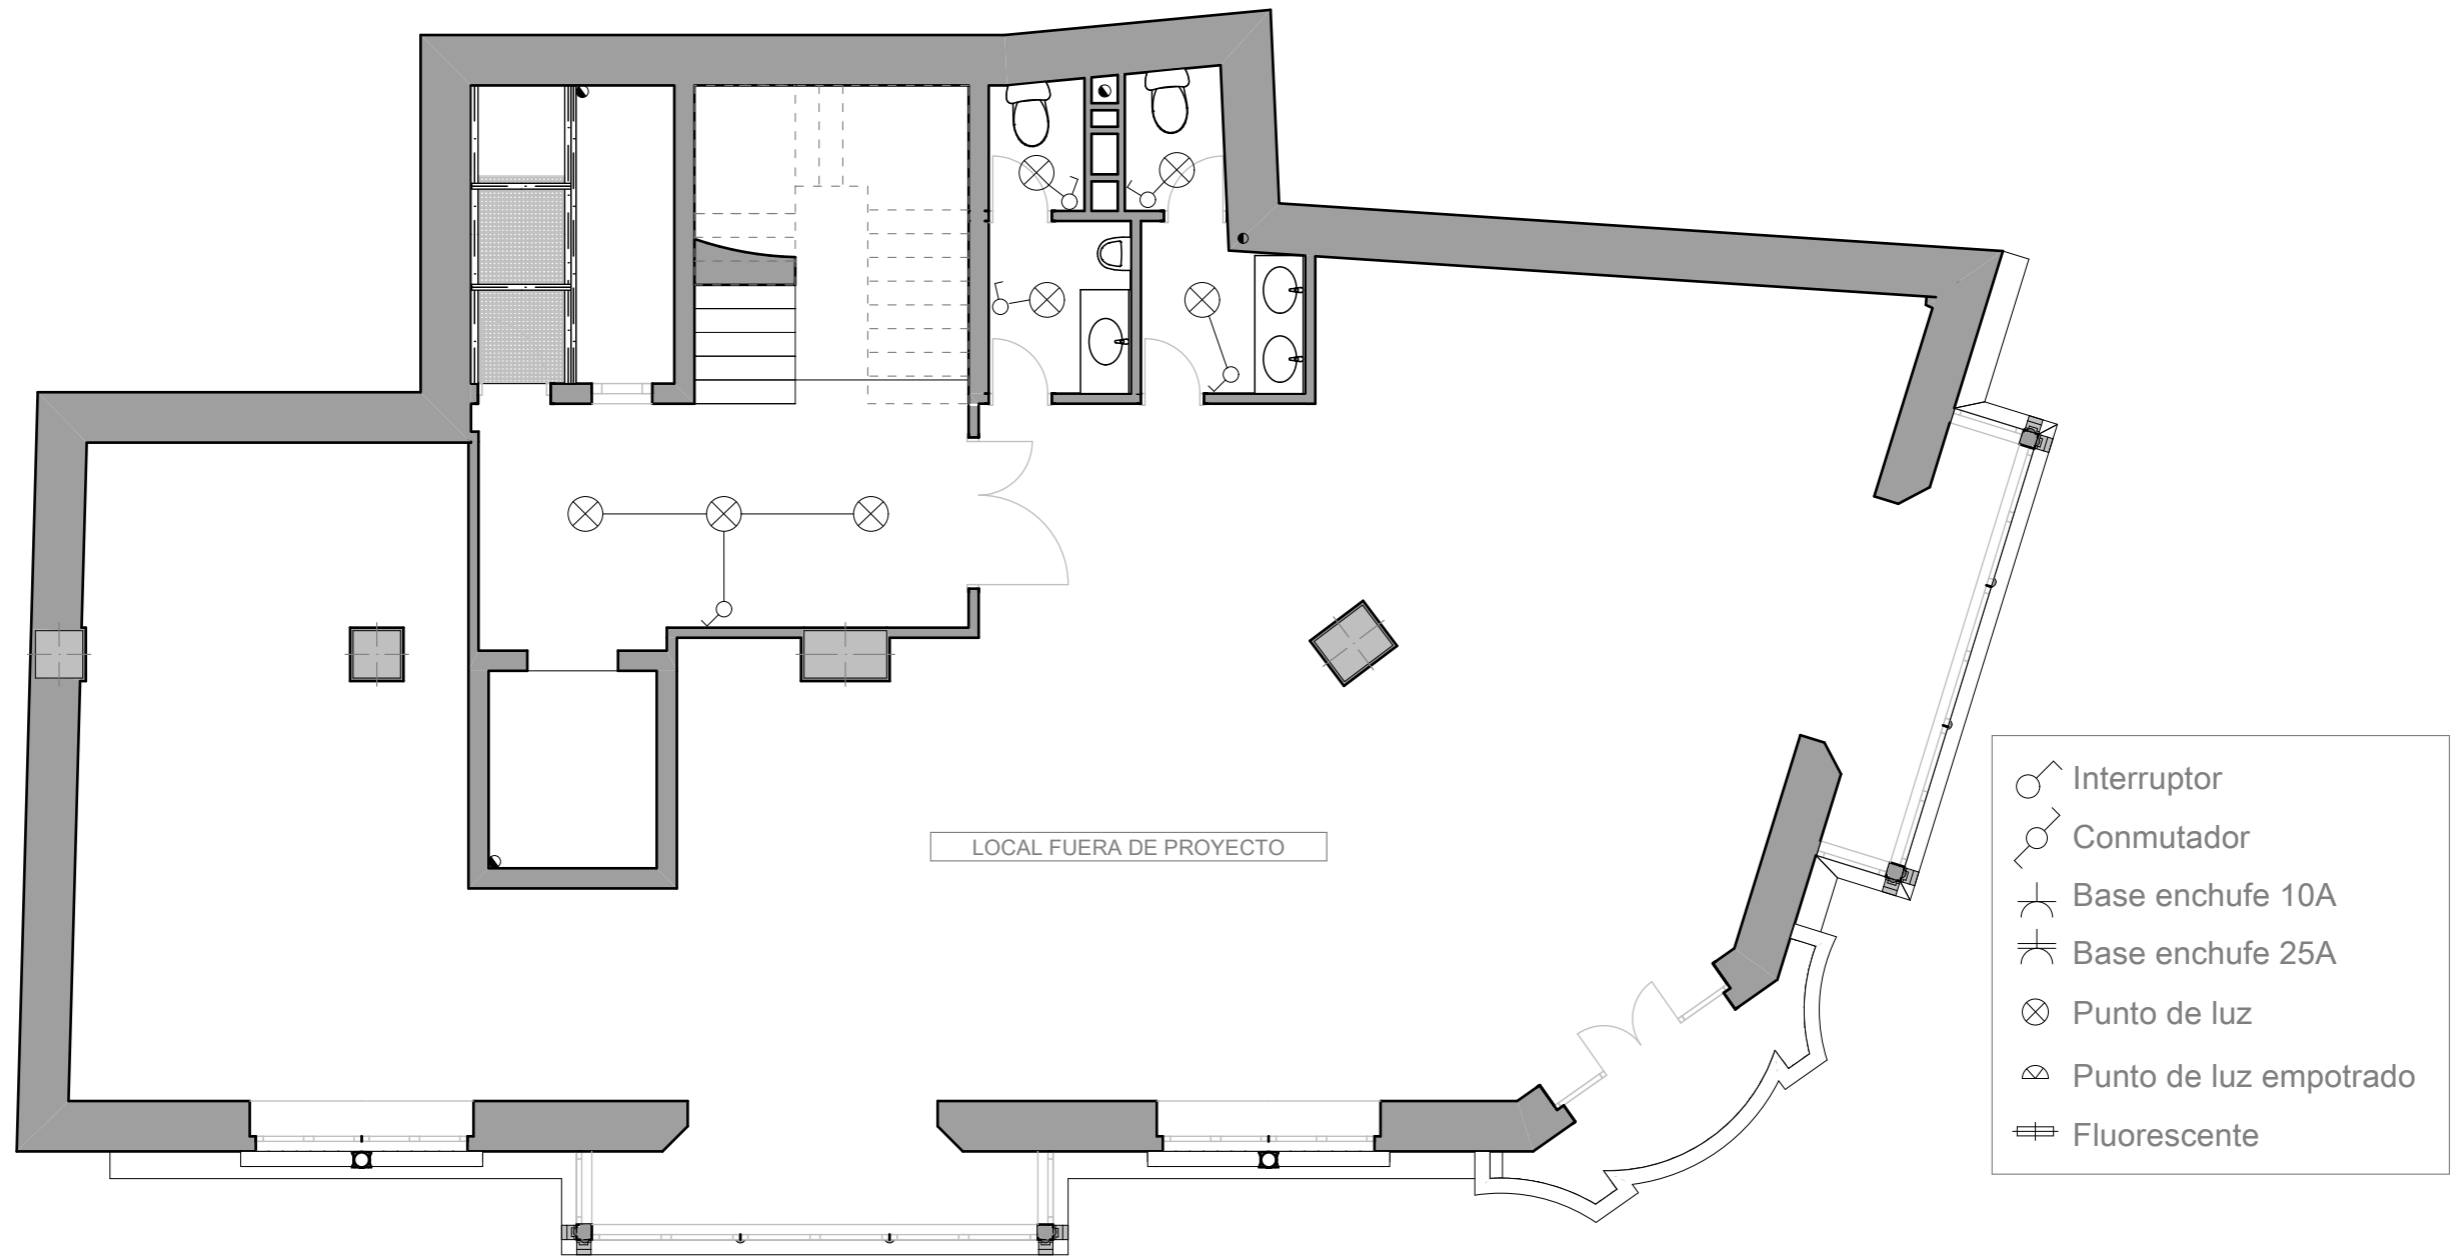 LOCAL FUERA DE PROYECTO
Interruptor
Conmutador
Base enchufe 10A
Base enchufe 25A
Punto de luz
Punto de luz empotrado
Fluorescente